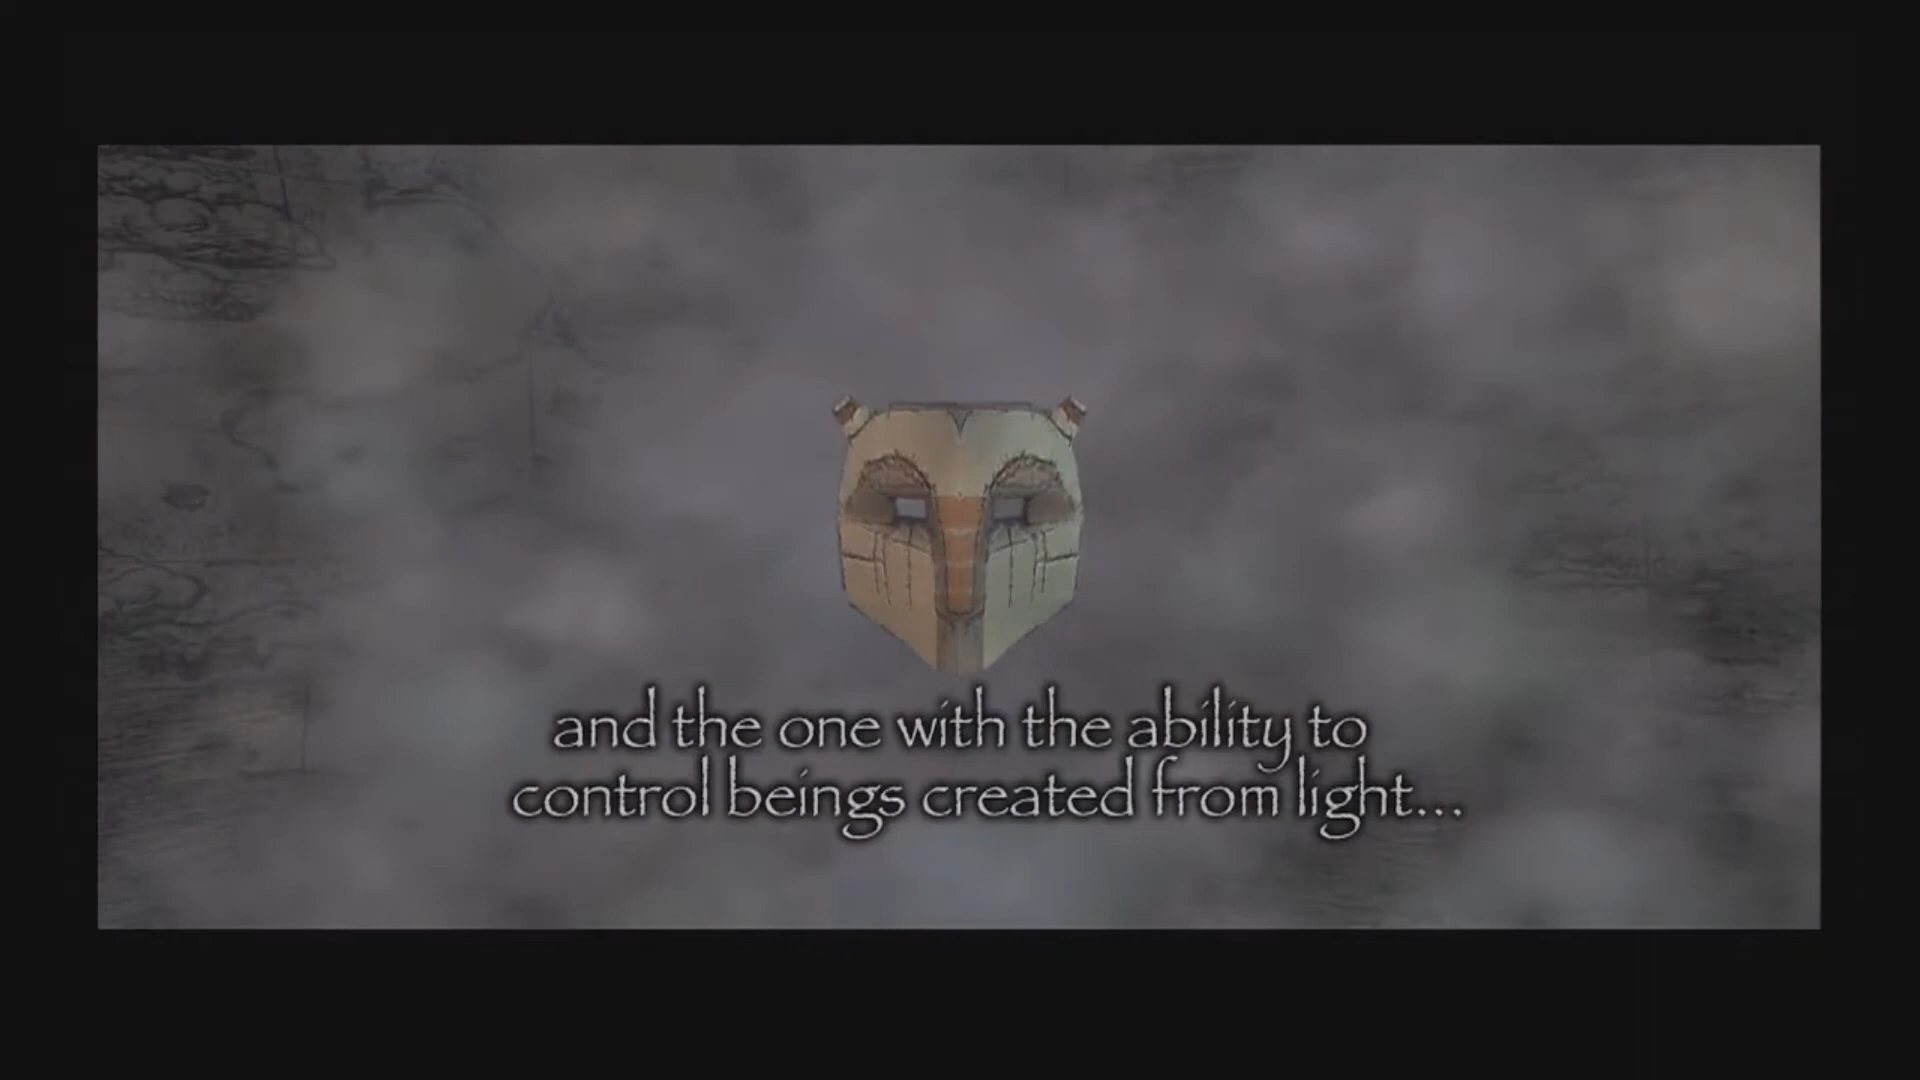 and the one with the ability to
control beings created from light...